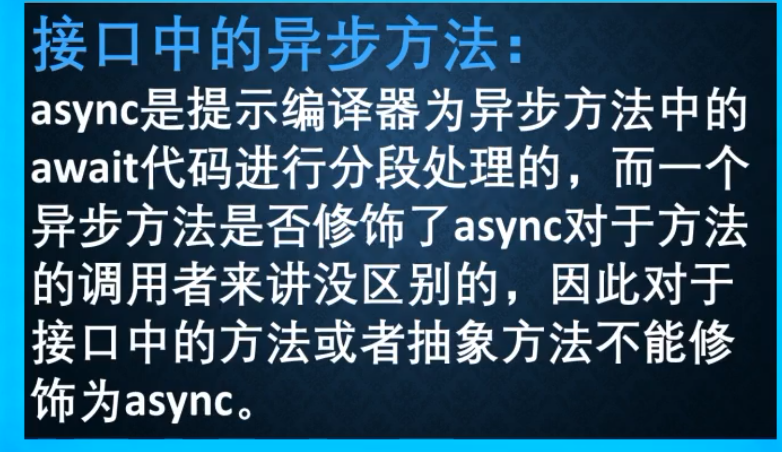 接口中的异步方法：
async是提示编译器为异步方法中的
await代码进行分段处理的，而一个
异步方法是否修饰了async对于方法
的调用者来讲没区别的，因此对于
接口中的方法或者抽象方法不能修
饰为async。